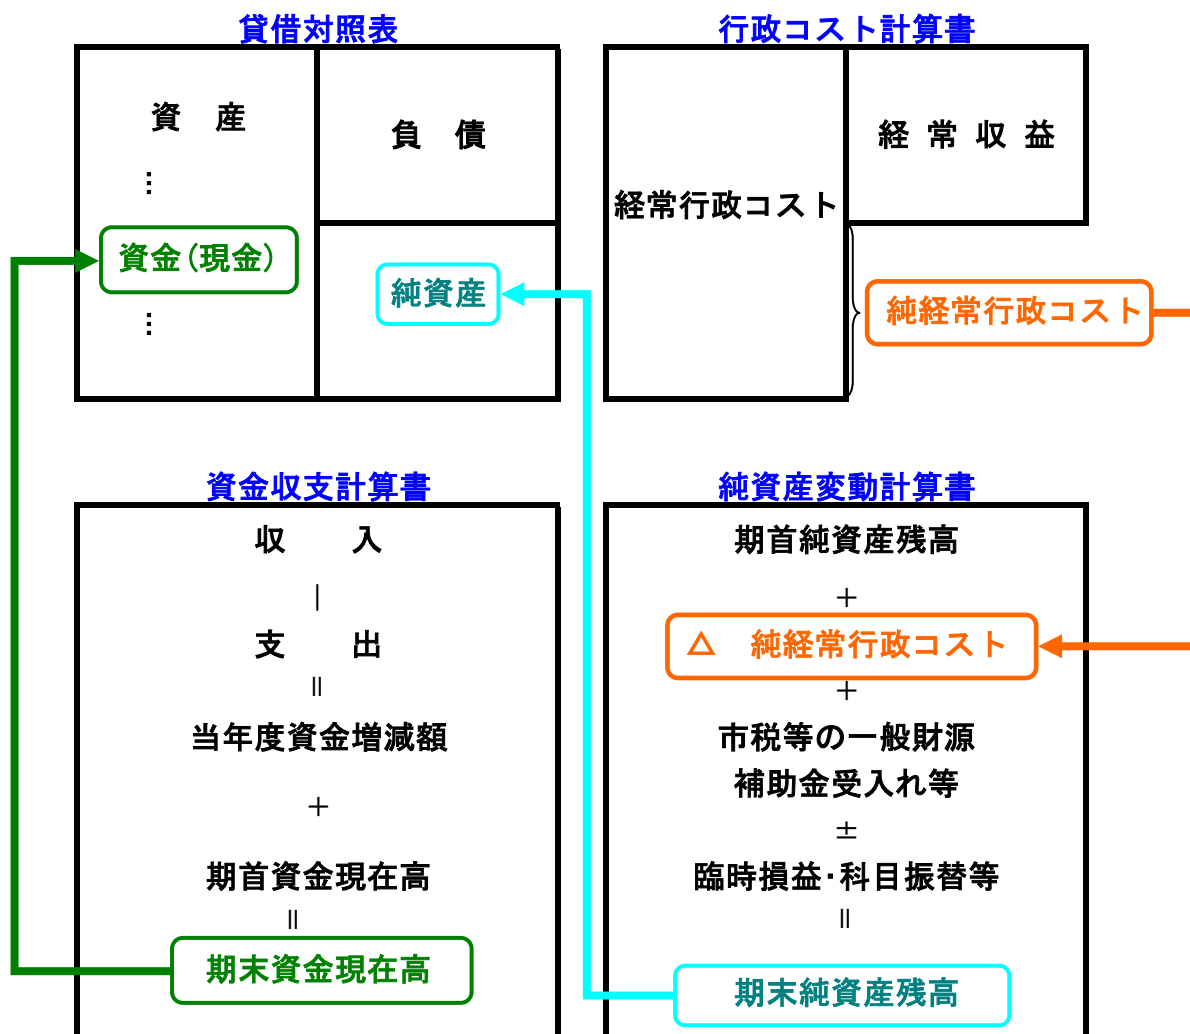 貸借対照表
資　産
…
資金（現金）
…
負　債
純資産
行政コスト計算書
経常行政コスト
経 常 収 益
純経常行政コスト
資金収支計算書
収　　入
｜
支　　出
＝
当年度資金増減額
＋
期首資金現在高
＝
期末資金現在高
純資産変動計算書
期首純資産残高
＋
△　純経常行政コスト
＋
市税等の一般財源
補助金受入れ等
±
臨時損益・科目振替等
＝
期末純資産残高